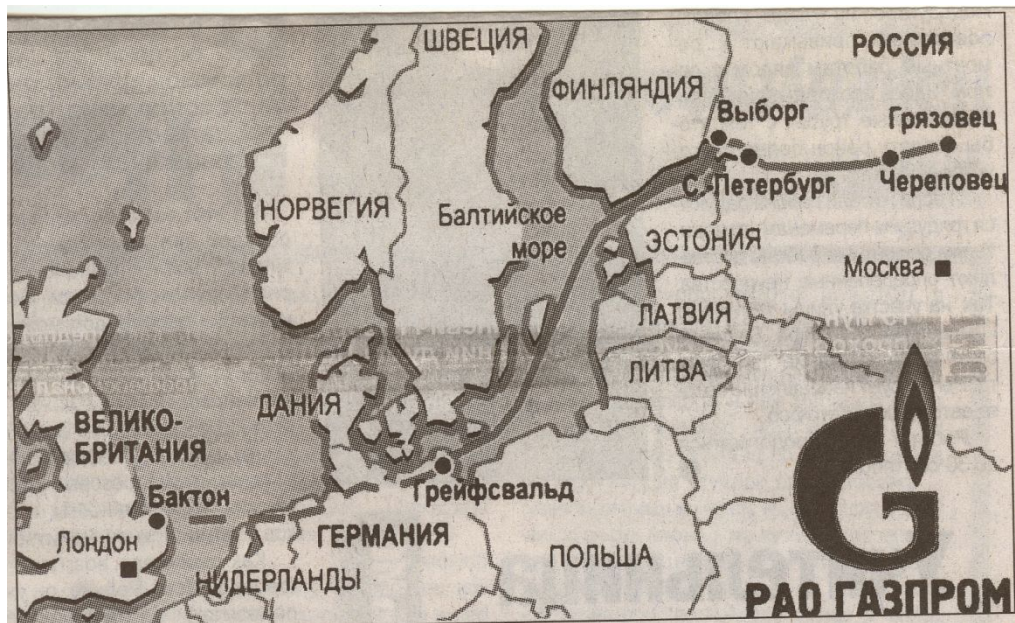 ШВЕЦИЯ
РОССИЯ
ФИНЛЯНДИЯ
Выборг
Грязовец
С.-Петербург
Череповец
НОРВЕГИЯ
Балтийское
море
ЭСТОНИЯ
Москва
ЛАТВИЯ
ЛИТВА
ДАНИЯ
ВЕЛИКО-
БРИТАНИЯ
Бактон
Грейфсвальд
Лондон
ГЕРМАНИЯ
ПОЛЬША
НИДЕРЛАНДЫ
РАО ГАЗПРОМ